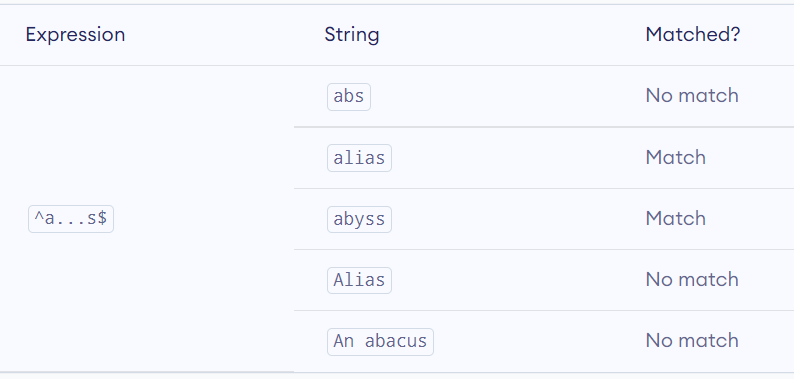 Expression String Matched?
abs No match
alias Match
^a...s$ abyss Match
Alias No match
An abacus No match